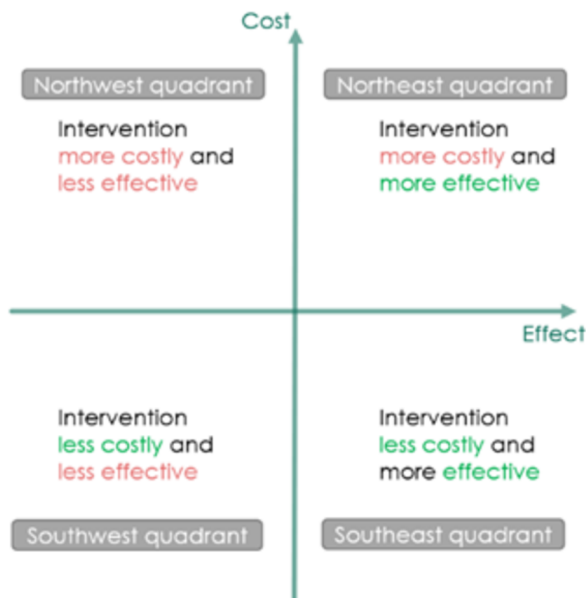 Cost
Northwest quadrant
Intervention
more costly and
less effective
Northeast quadrant
Intervention
more costly and
more effective
Effect
Intervention
less costly and
less effective
Southwest quadrant
Intervention
less costly and
more effective
Southeast quadrant